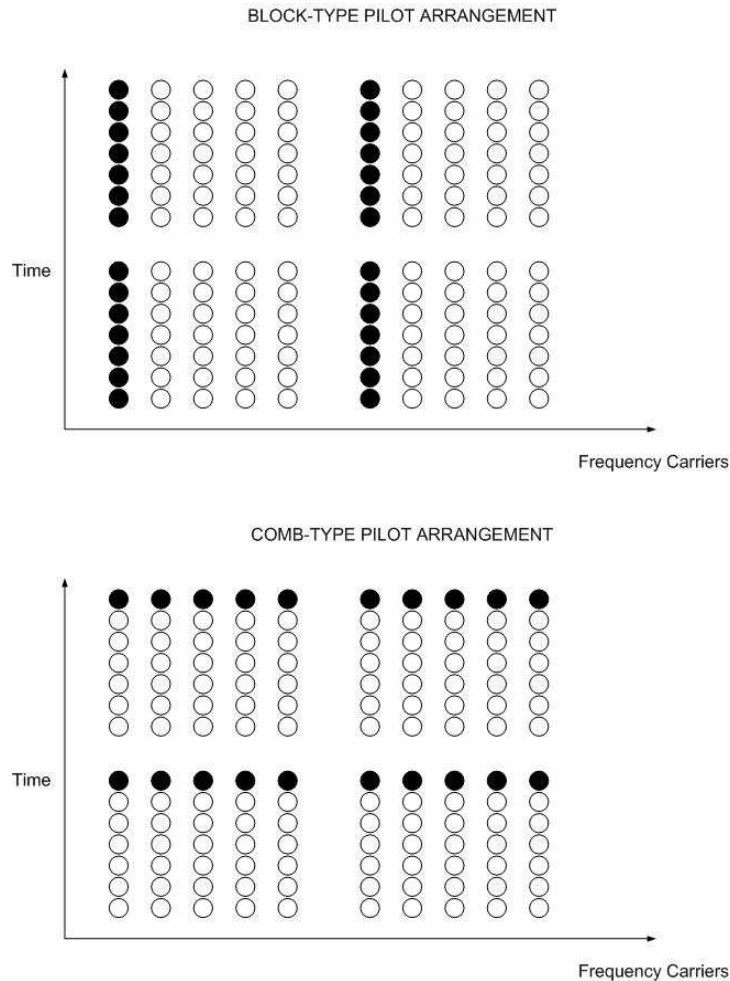 BLOCK-TYPE PILOT ARRANGEMENT
Time
Frequency Carriers
COMB-TYPE PILOT ARRANGEMENT
Time
Frequency Carriers